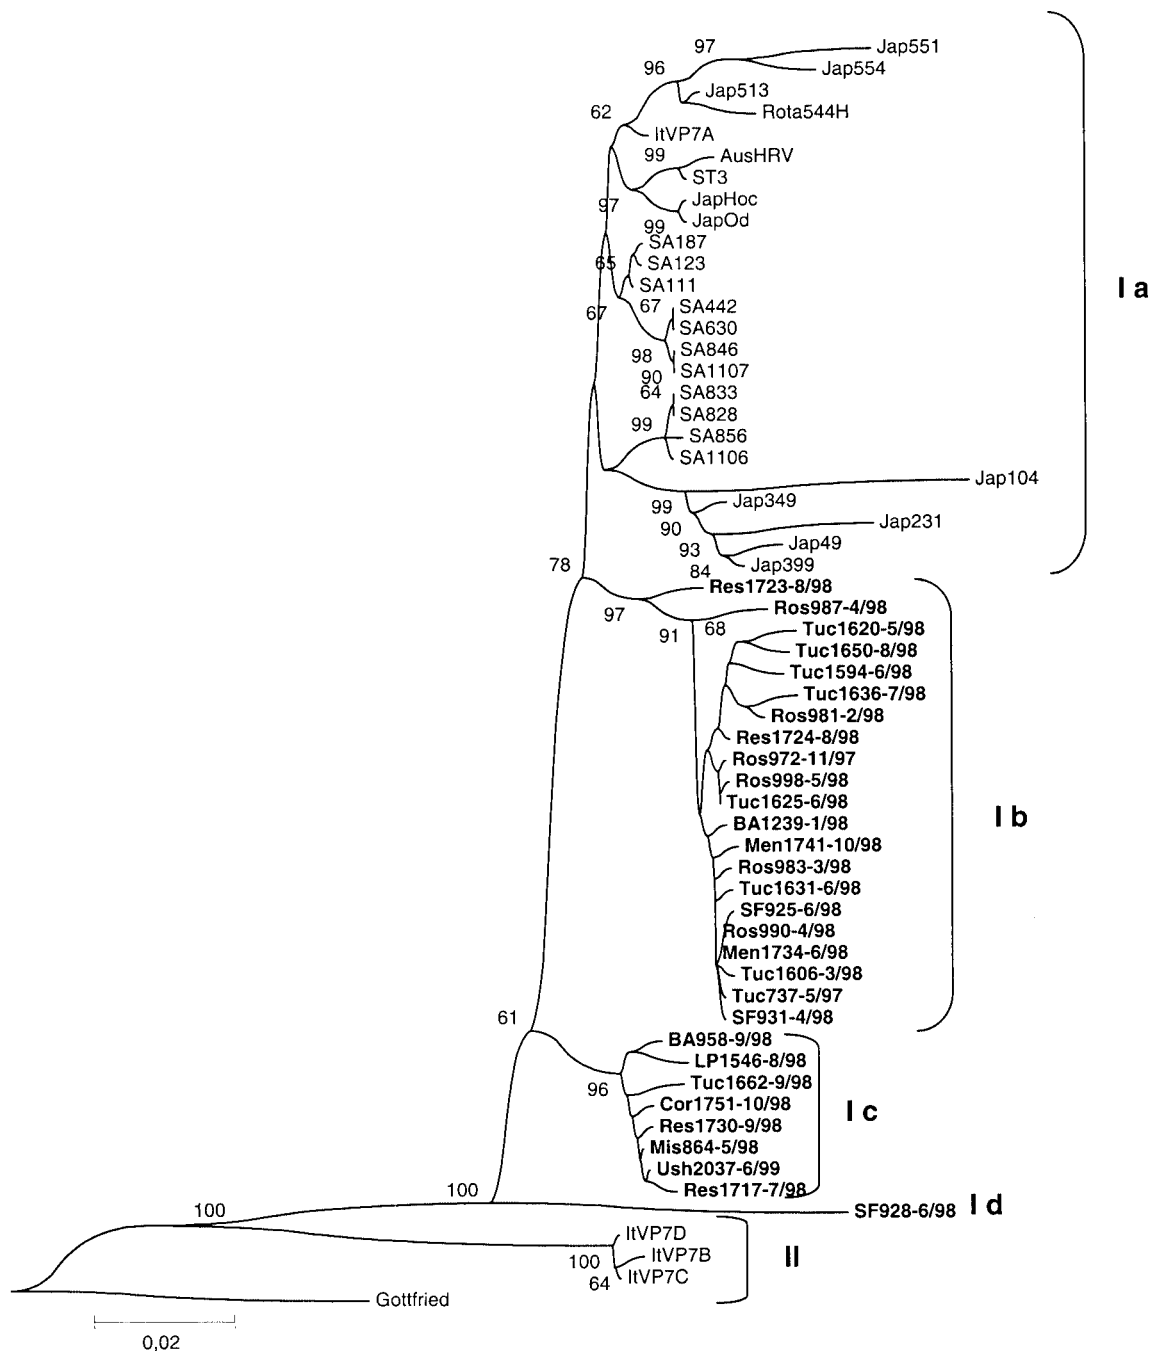 97
Jap551
Jap554
96
Jap513
Rota544H
62
ItVP7A
99
AusHRV
ST3
97
JapHoc
JapOd
99
SA187
65
SA123
SA111
I a
67
67
SA442
SA630
98
SA846
90
SA1107
64
SA833
SA828
99
SA856
SA1106
Jap104
99
Jap349
90
Jap231
93
Jap49
78
84
Jap399
Res1723-8/98
97
91
68
Ros987-4/98
Tuc1620-5/98
Tuc1650-8/98
Tuc1594-6/98
Tuc1636-7/98
Ros981-2/98
Res1724-8/98
Ros972-11/97
Ros998-5/98
Tuc1625-6/98
I b
BA1239-1/98
Men1741-10/98
Ros983-3/98
Tuc1631-6/98
SF925-6/98
Ros990-4/98
Men1734-6/98
Tuc1606-3/98
Tuc737-5/97
61
SF931-4/98
BA958-9/98
LP1546-8/98
96
Tuc1662-9/98
Cor1751-10/98
I c
Res1730-9/98
Mis864-5/98
Ush2037-6/99
100
Res1717-7/98
100
SF928-6/98
I d
ItVP7D
100
ItVP7B
II
64
ItVP7C
Gottfried
0,02